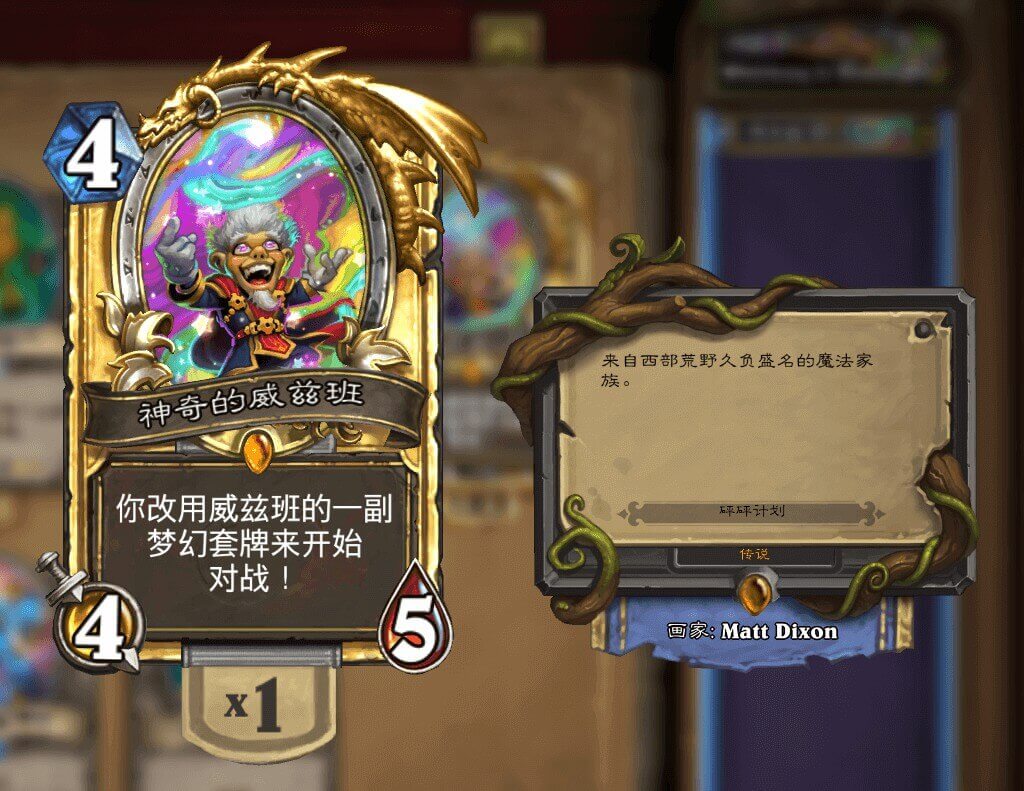 4
神奇的威兹班
你改用威兹班的一副
梦幻套牌来开始
对战！
4
5
x1
来自西部荒野久负盛名的魔法家
族。
砰砰计划
传说
画家: Matt Dixon